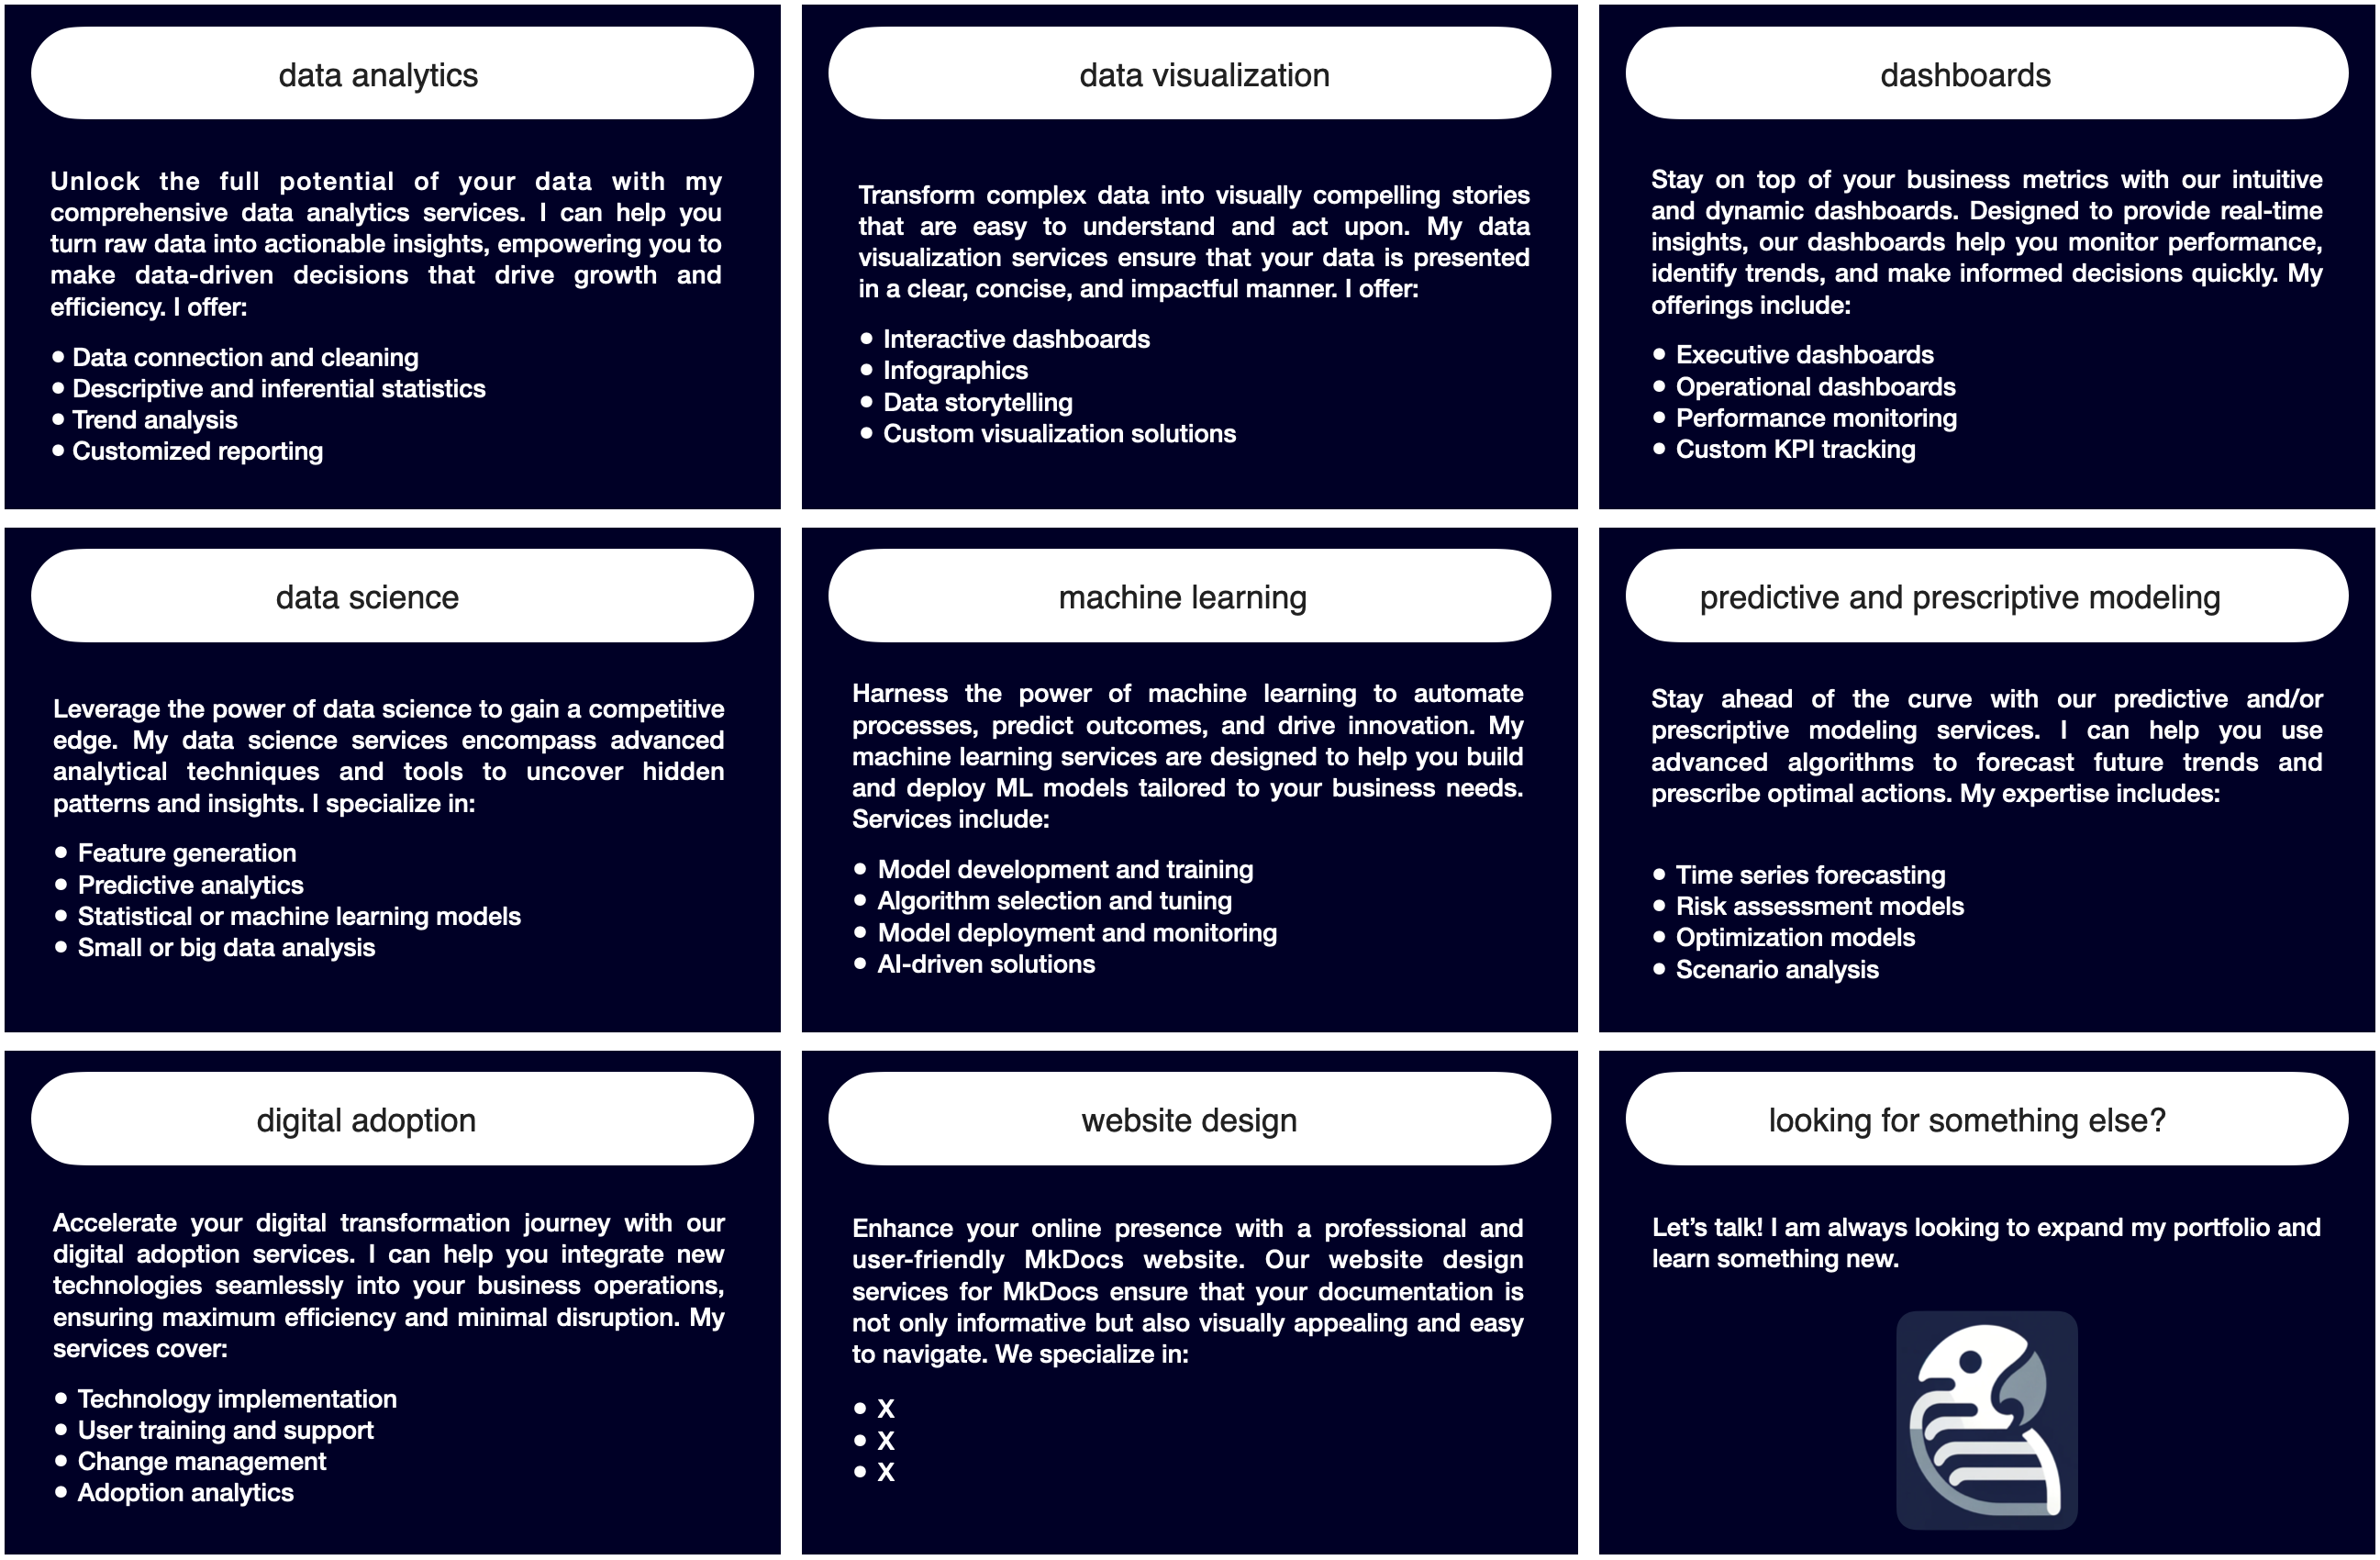 data analytics
Unlock the full potential of your data with my
comprehensive data analytics services. I can help you
turn raw data into actionable insights, empowering you to
make data-driven decisions that drive growth and
efficiency. I offer:
• Data connection and cleaning
• Descriptive and inferential statistics
• Trend analysis
• Customized reporting
data visualization
Transform complex data into visually compelling stories
that are easy to understand and act upon. My data
visualization services ensure that your data is presented
in a clear, concise, and impactful manner. I offer:
• Interactive dashboards
• Infographics
• Data storytelling
• Custom visualization solutions
dashboards
Stay on top of your business metrics with our intuitive
and dynamic dashboards. Designed to provide real-time
insights, our dashboards help you monitor performance,
identify trends, and make informed decisions quickly. My
offerings include:
• Executive dashboards
• Operational dashboards
• Performance monitoring
• Custom KPI tracking
data science
Leverage the power of data science to gain a competitive
edge. My data science services encompass advanced
analytical techniques and tools to uncover hidden
patterns and insights. I specialize in:
• Feature generation
• Predictive analytics
• Statistical or machine learning models
• Small or big data analysis
machine learning
Harness the power of machine learning to automate
processes, predict outcomes, and drive innovation. My
machine learning services are designed to help you build
and deploy ML models tailored to your business needs.
Services include:
• Model development and training
• Algorithm selection and tuning
• Model deployment and monitoring
• AI-driven solutions
predictive and prescriptive modeling
Stay ahead of the curve with our predictive and/or
prescriptive modeling services. I can help you use
advanced algorithms to forecast future trends and
prescribe optimal actions. My expertise includes:
• Time series forecasting
• Risk assessment models
• Optimization models
• Scenario analysis
digital adoption
Accelerate your digital transformation journey with our
digital adoption services. I can help you integrate new
technologies seamlessly into your business operations,
ensuring maximum efficiency and minimal disruption. My
services cover:
• Technology implementation
• User training and support
• Change management
• Adoption analytics
website design
Enhance your online presence with a professional and
user-friendly MkDocs website. Our website design
services for MkDocs ensure that your documentation is
not only informative but also visually appealing and easy
to navigate. We specialize in:
• X
• X
• X
looking for something else?
Let’s talk! I am always looking to expand my portfolio and
learn something new.